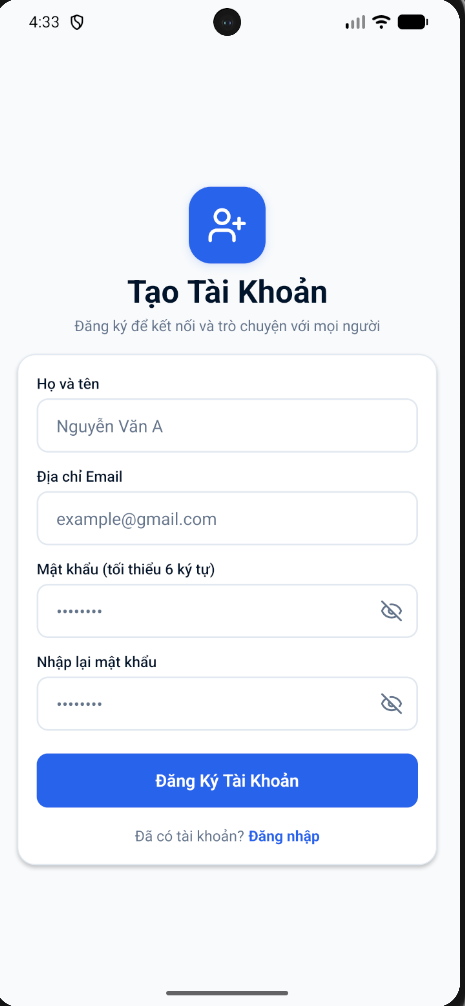 4:33
Tạo Tài Khoản
Đăng ký để kết nối và trò chuyện với mọi người
Họ và tên
Nguyễn Văn A
Địa chỉ Email
example@gmail.com
Mật khẩu (tối thiểu 6 ký tự)
••••••••
Nhập lại mật khẩu
••••••••
Đăng Ký Tài Khoản
Đã có tài khoản? Đăng nhập